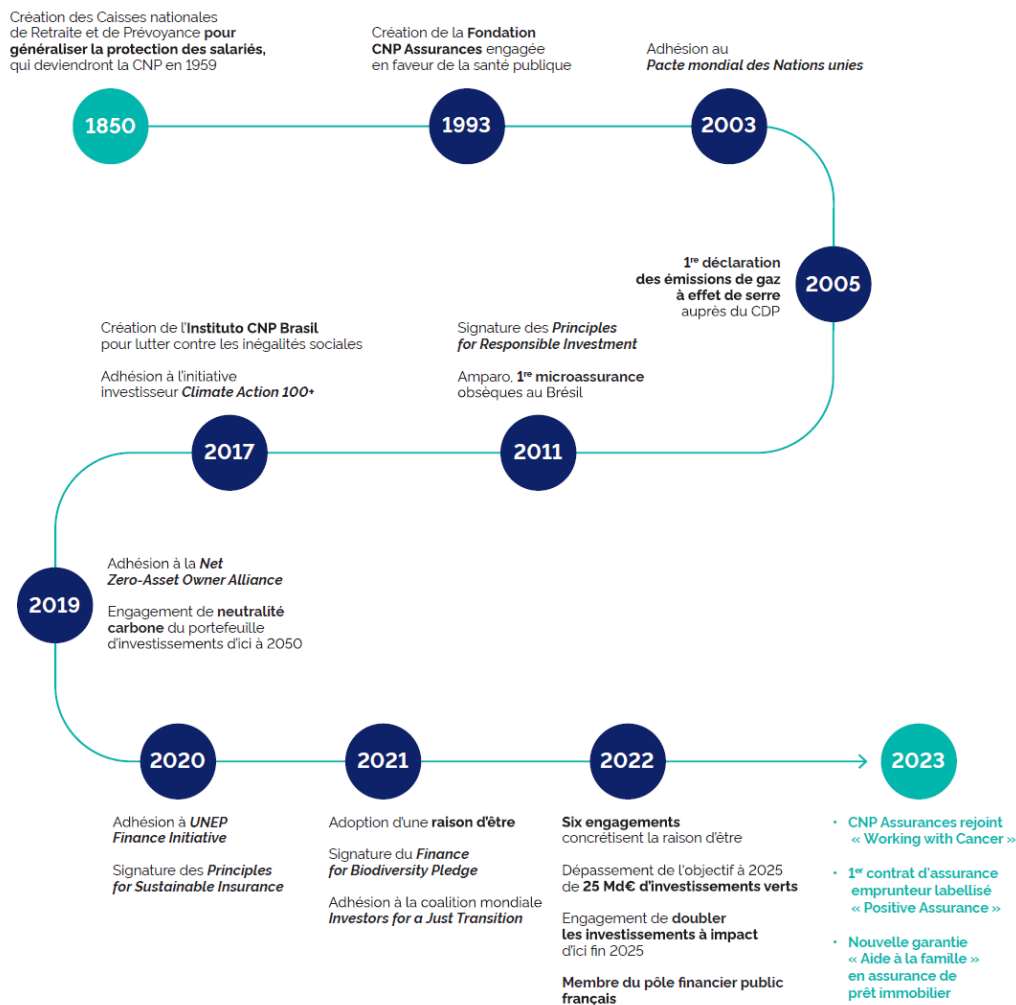 Création des Caisses nationales
de Retraite et de Prévoyance pour
généraliser la protection des salariés,
qui deviendront la CNP en 1959
1850
Création de la Fondation
CNP Assurances engagée
en faveur de la santé publique
1993
Adhésion au
Pacte mondial des Nations unies
2003
1re déclaration
des émissions de gaz
à effet de serre
auprès du CDP
2005
Signature des Principles
for Responsible Investment
Amparo, 1re microassurance
obsèques au Brésil
2011
Création de l'Instituto CNP Brasil
pour lutter contre les inégalités sociales
Adhésion à l'initiative
investisseur Climate Action 100+
2017
2019
Adhésion à la Net
Zero-Asset Owner Alliance
Engagement de neutralité
carbone du portefeuille
d'investissements d'ici à 2050
2020
Adhésion à UNEP
Finance Initiative
Signature des Principles
for Sustainable Insurance
2021
Adoption d'une raison d'être
Signature du Finance
for Biodiversity Pledge
Adhésion à la coalition mondiale
Investors for a Just Transition
2022
Six engagements
concrétisent la raison d'être
Dépassement de l'objectif à 2025
de 25 Md€ d'investissements verts
Engagement de doubler
les investissements à impact
d'ici fin 2025
Membre du pôle financier public
français
2023
• CNP Assurances rejoint
« Working with Cancer »
• 1er contrat d'assurance
emprunteur labellisé
« Positive Assurance »
• Nouvelle garantie
« Aide à la famille »
en assurance de
prêt immobilier